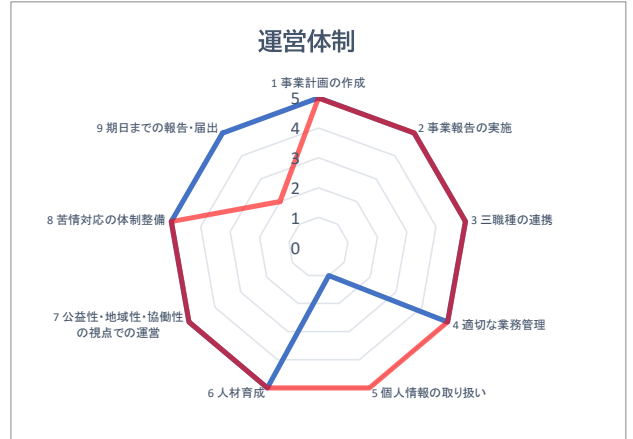 運営体制
1 事業計画の作成
5
4
3
2
1
0
2 事業報告の実施
3 三職種の連携
4 適切な業務管理
5 個人情報の取り扱い
6 人材育成
7 公益性・地域性・協働性
の視点での運営
8 苦情対応の体制整備
9 期日までの報告・届出